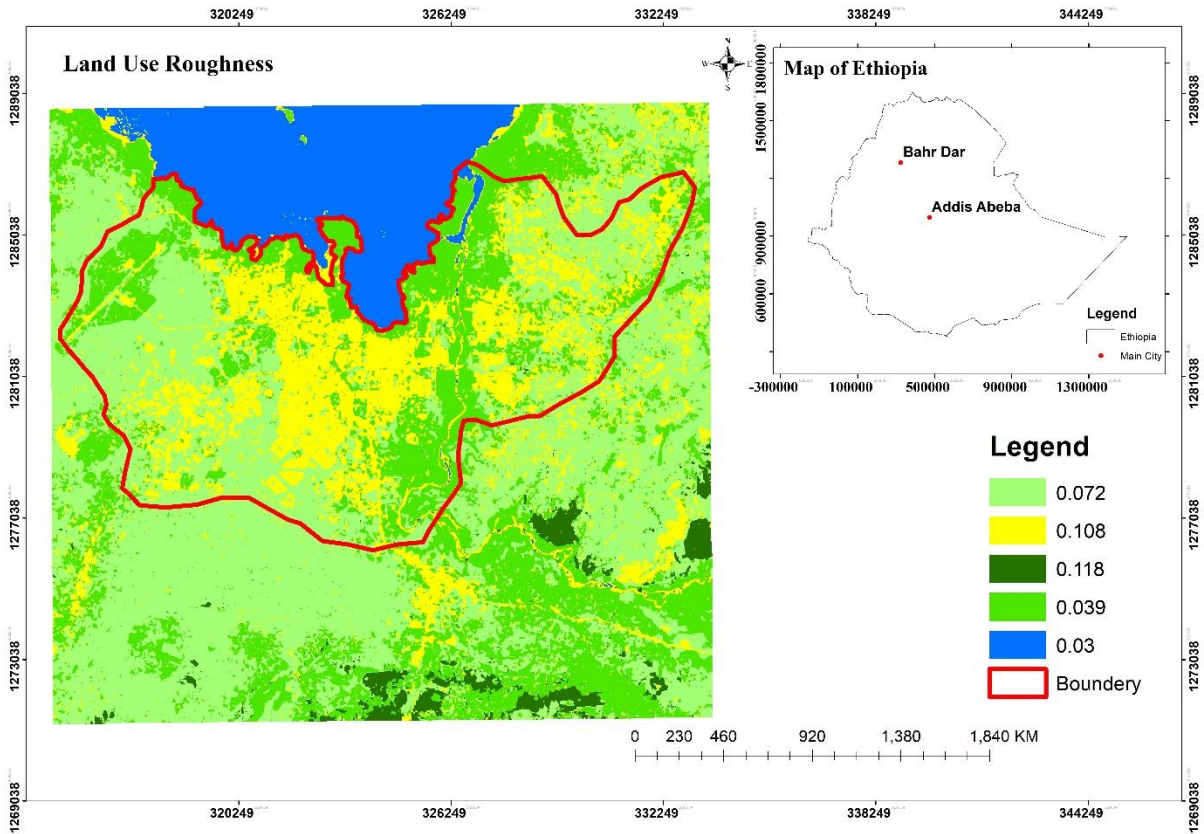 320249 326249 332249 338249 344249
Land Use Roughness
N
W
S
Map of Ethiopia
1289038 1285038 1281038 1277038 1273038 1269038
1800000 1500000 1200000 900000 600000
Bahr Dar
Addis Abeba
Legend
Ethiopia
Main City
-300000 100000 500000 900000 1300000
1289038 1285038 1281038 1277038 1273038 1269038
Legend
0.072
0.108
0.118
0.039
0.03
Boundery
0 230 460 920 1,380 1,840 KM
320249 326249 332249 338249 344249